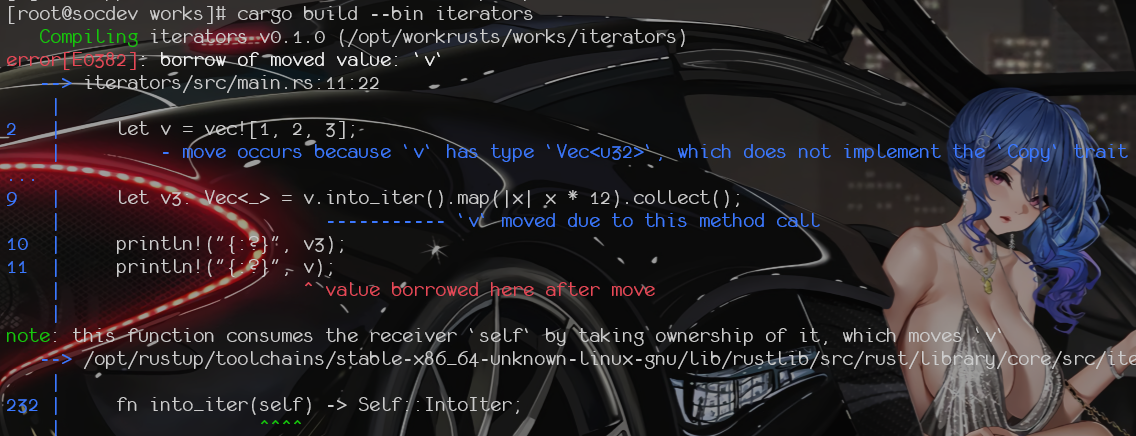 [root@socdev works]# cargo build --bin iterators
   Compiling iterators v0.1.0 (/opt/workrusts/works/iterators)
error[E0382]: borrow of moved value: `v`
   --> iterators/src/main.rs:11:22
    |
2   |     let v = vec![1, 2, 3];
    |         - move occurs because `v` has type `Vec<u32>`, which does not implement the `Copy` trait
...
9   |     let v3: Vec<_> = v.into_iter().map(|x| x * 12).collect();
    |                        ----------- `v` moved due to this method call
10  |     println!("{:?}", v3);
11  |     println!("{:?}", v);
    |                      ^ value borrowed here after move
    |
note: this function consumes the receiver `self` by taking ownership of it, which moves `v`
   --> /opt/rustup/toolchains/stable-x86_64-unknown-linux-gnu/lib/rustlib/src/rust/library/core/src/ite
    |
232 |     fn into_iter(self) -> Self::IntoIter;
    |                  ^^^^